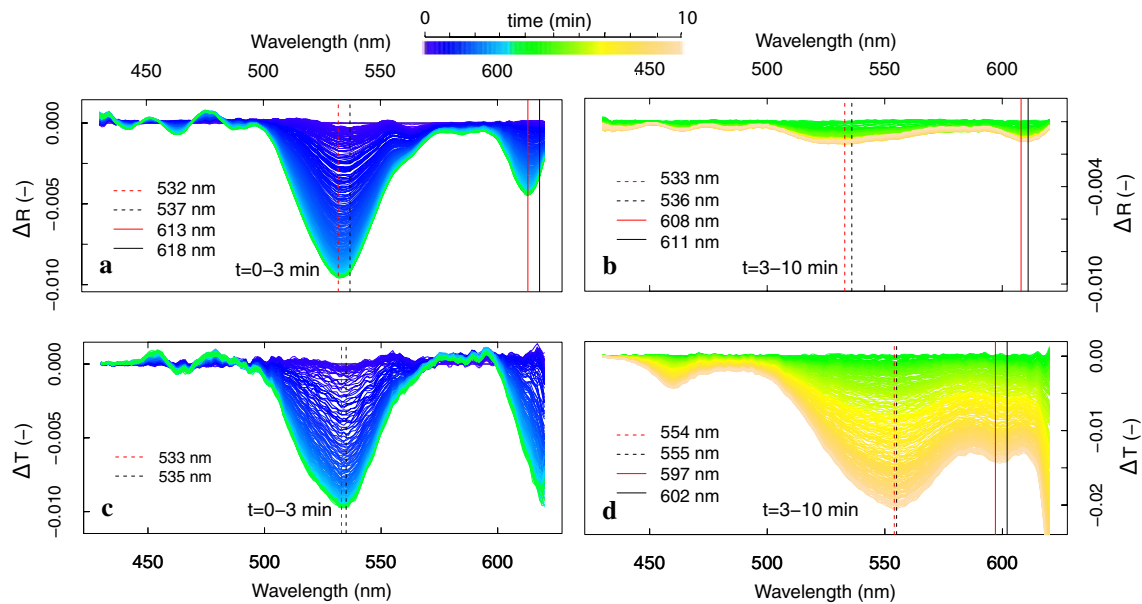 0 time (min) 10
Wavelength (nm) Wavelength (nm)
450 500 550 600 450 500 550 600
ΔR (−)
0.000
−0.005
−0.010
532 nm
537 nm
613 nm
618 nm
a t=0−3 min
533 nm
536 nm
608 nm
611 nm
b t=3−10 min
0.000
−0.004
−0.010
ΔR (−)
ΔT (−)
0.000
−0.005
−0.010
533 nm
535 nm
c t=0−3 min
554 nm
555 nm
597 nm
602 nm
d t=3−10 min
0.00
−0.01
−0.02
ΔT (−)
450 500 550 600 450 500 550 600
Wavelength (nm) Wavelength (nm)